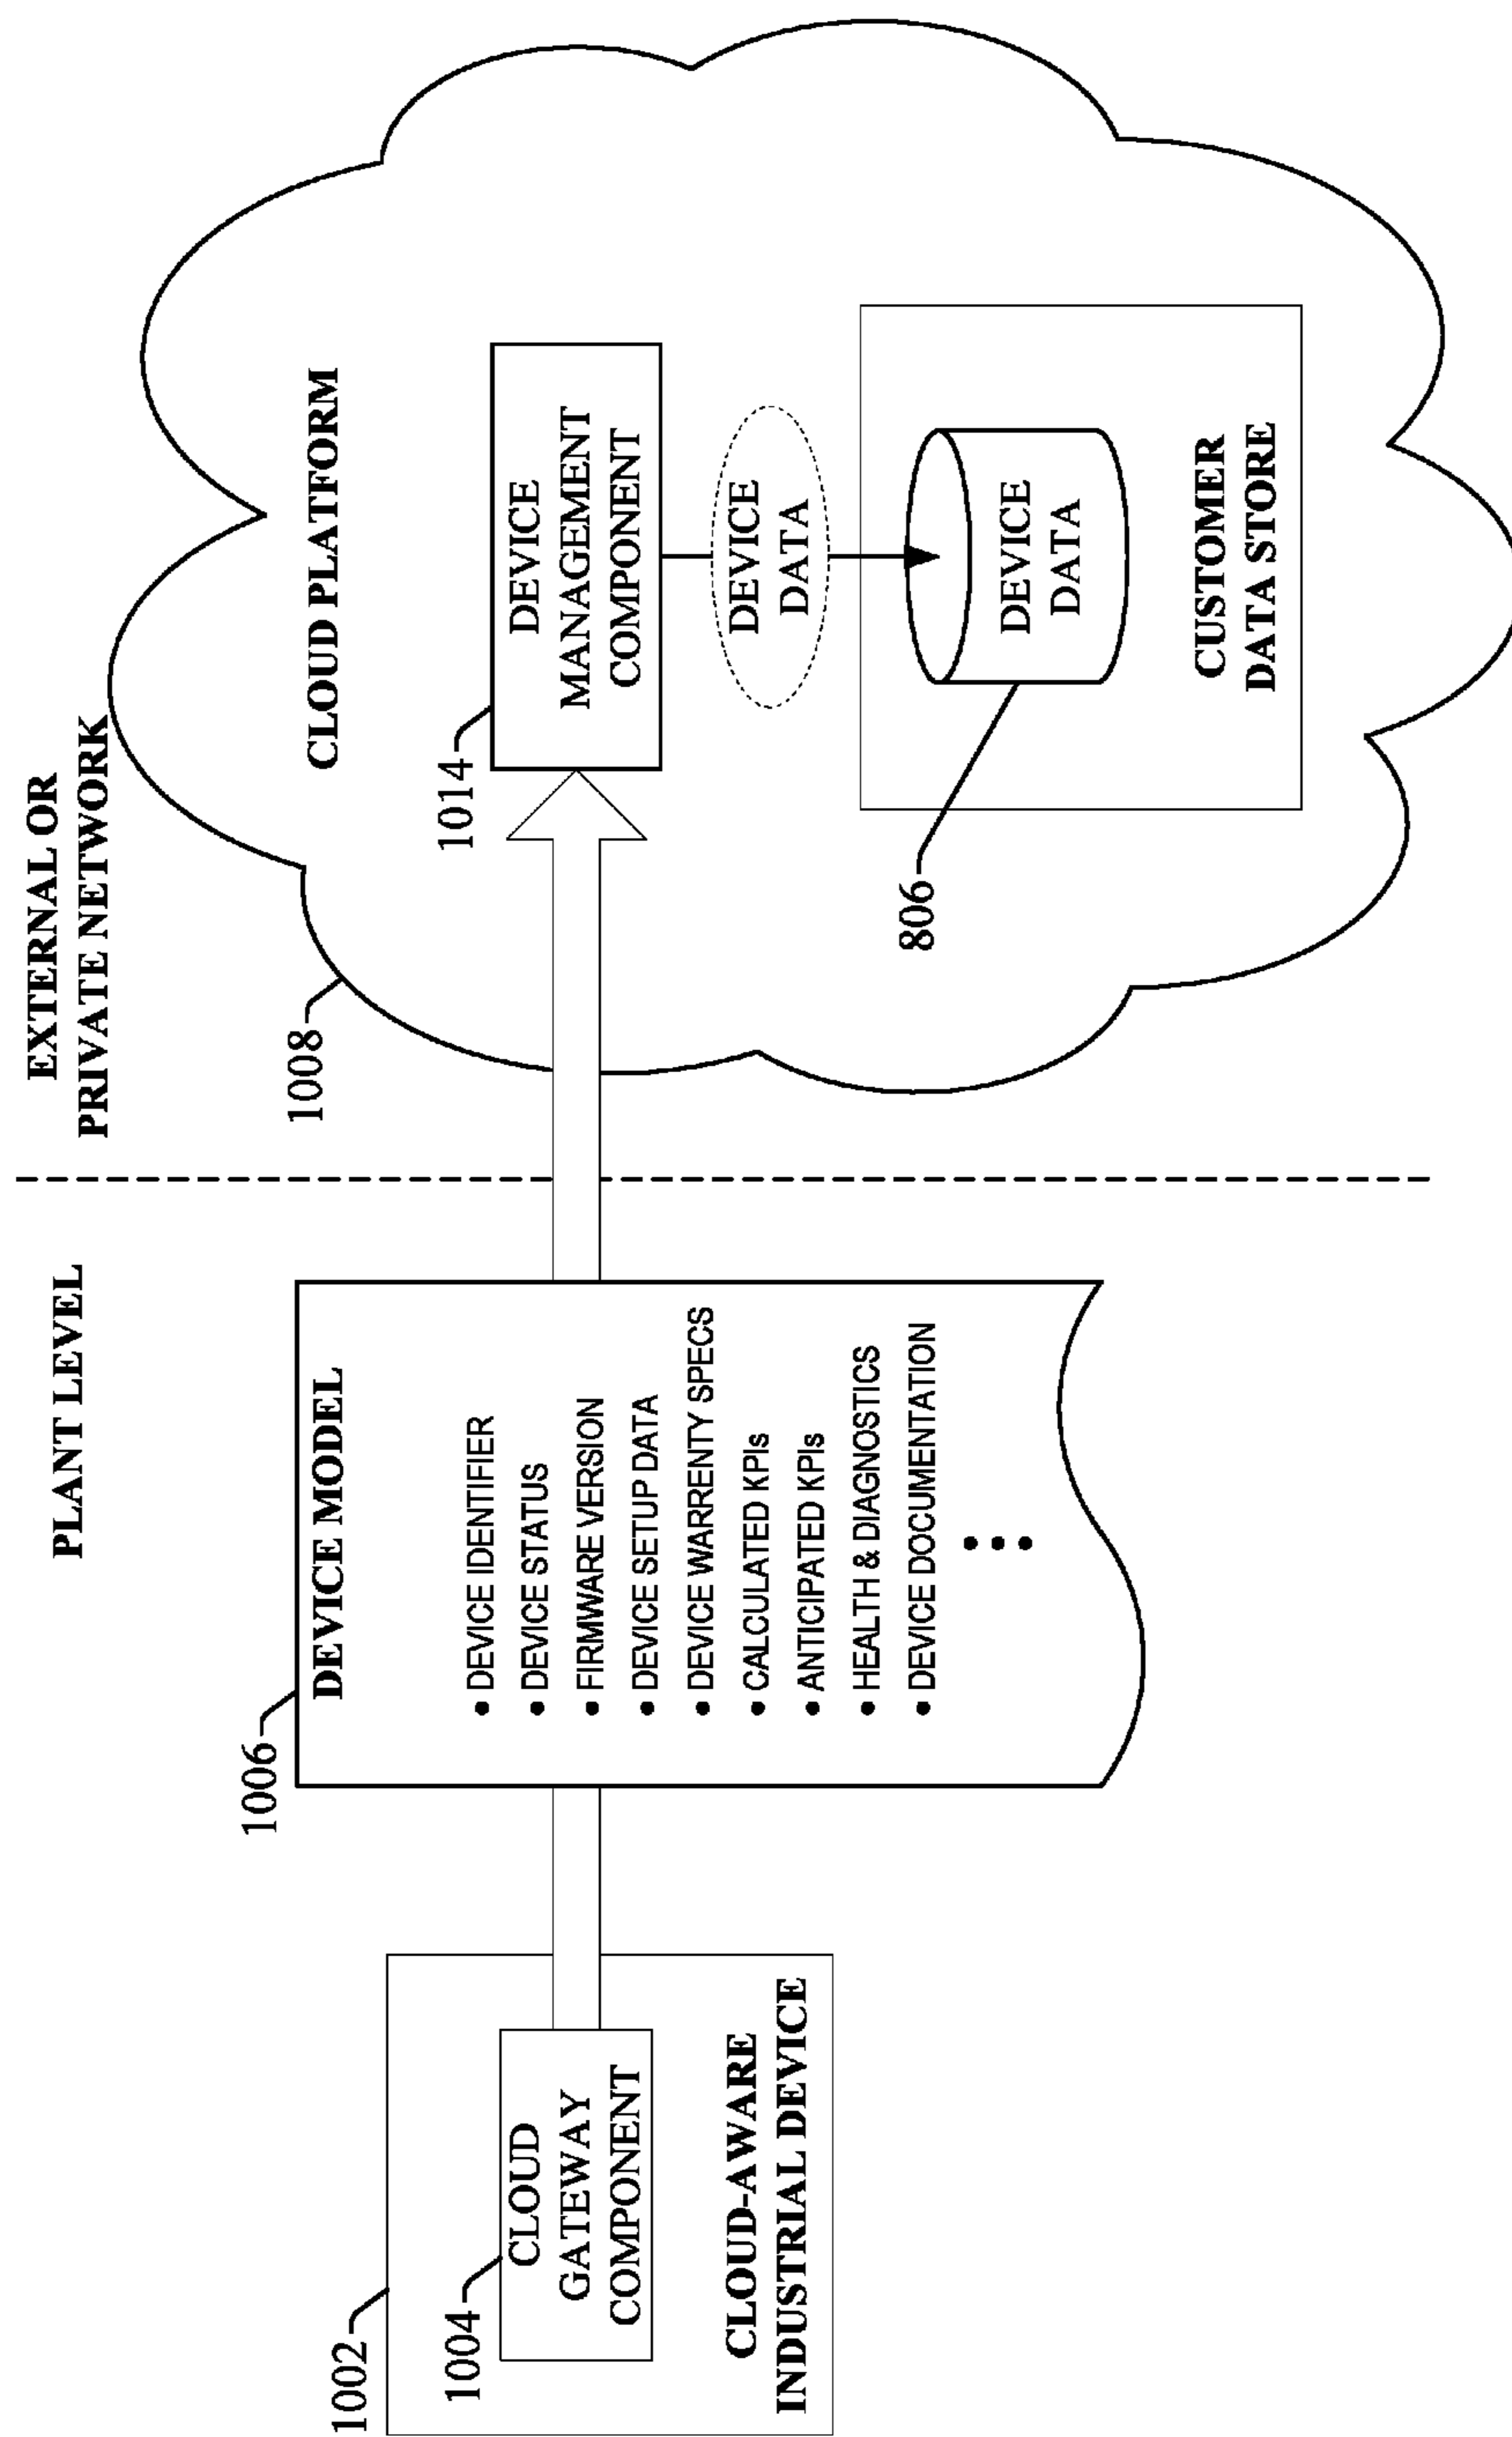 PLANT LEVEL
EXTERNAL OR
PRIVATE NETWORK
1002
1004
CLOUD
GATEWAY
COMPONENT
CLOUD-AWARE
INDUSTRIAL DEVICE
1006
DEVICE MODEL
• DEVICE IDENTIFIER
• DEVICE STATUS
• FIRMWARE VERSION
• DEVICE SETUP DATA
• DEVICE WARRENTY SPECS
• CALCULATED KPIs
• ANTICIPATED KPIs
• HEALTH & DIAGNOSTICS
• DEVICE DOCUMENTATION
1008
CLOUD PLATFORM
1014
DEVICE
MANAGEMENT
COMPONENT
DEVICE
DATA
806
DEVICE
DATA
CUSTOMER
DATA STORE